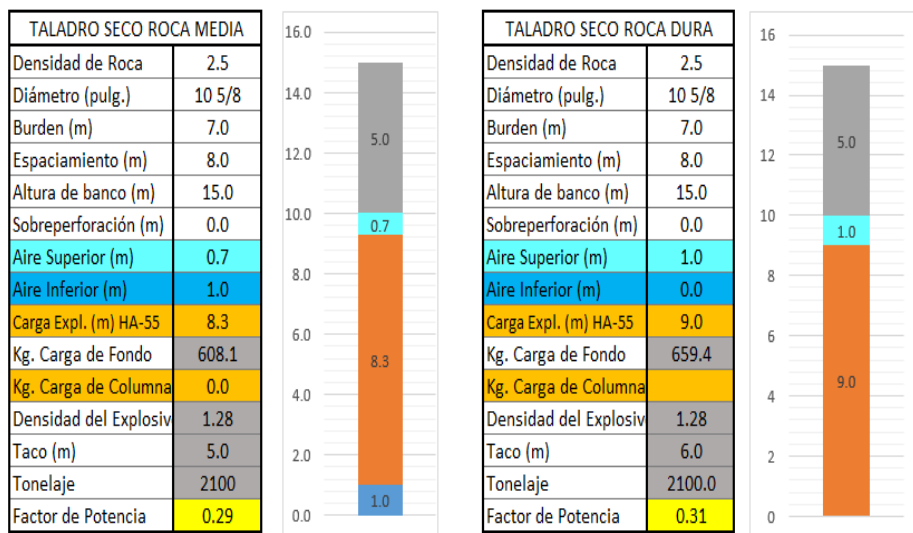 TALADRO SECO ROCA MEDIA
Densidad de Roca 2.5
Diámetro (pulg.) 10 5/8
Burden (m) 7.0
Espaciamiento (m) 8.0
Altura de banco (m) 15.0
Sobreperforación (m) 0.0
Aire Superior (m) 0.7
Aire Inferior (m) 1.0
Carga Expl. (m) HA-55 8.3
Kg. Carga de Fondo 608.1
Kg. Carga de Columna 0.0
Densidad del Explosiv 1.28
Taco (m) 5.0
Tonelaje 2100
Factor de Potencia 0.29
16.0
14.0
12.0
10.0
8.0
6.0
4.0
2.0
0.0
5.0
0.7
8.3
1.0
TALADRO SECO ROCA DURA
Densidad de Roca 2.5
Diámetro (pulg.) 10 5/8
Burden (m) 7.0
Espaciamiento (m) 8.0
Altura de banco (m) 15.0
Sobreperforación (m) 0.0
Aire Superior (m) 1.0
Aire Inferior (m) 0.0
Carga Expl. (m) HA-55 9.0
Kg. Carga de Fondo 659.4
Kg. Carga de Columna
Densidad del Explosiv 1.28
Taco (m) 6.0
Tonelaje 2100.0
Factor de Potencia 0.31
16
14
12
10
8
6
4
2
0
5.0
1.0
9.0